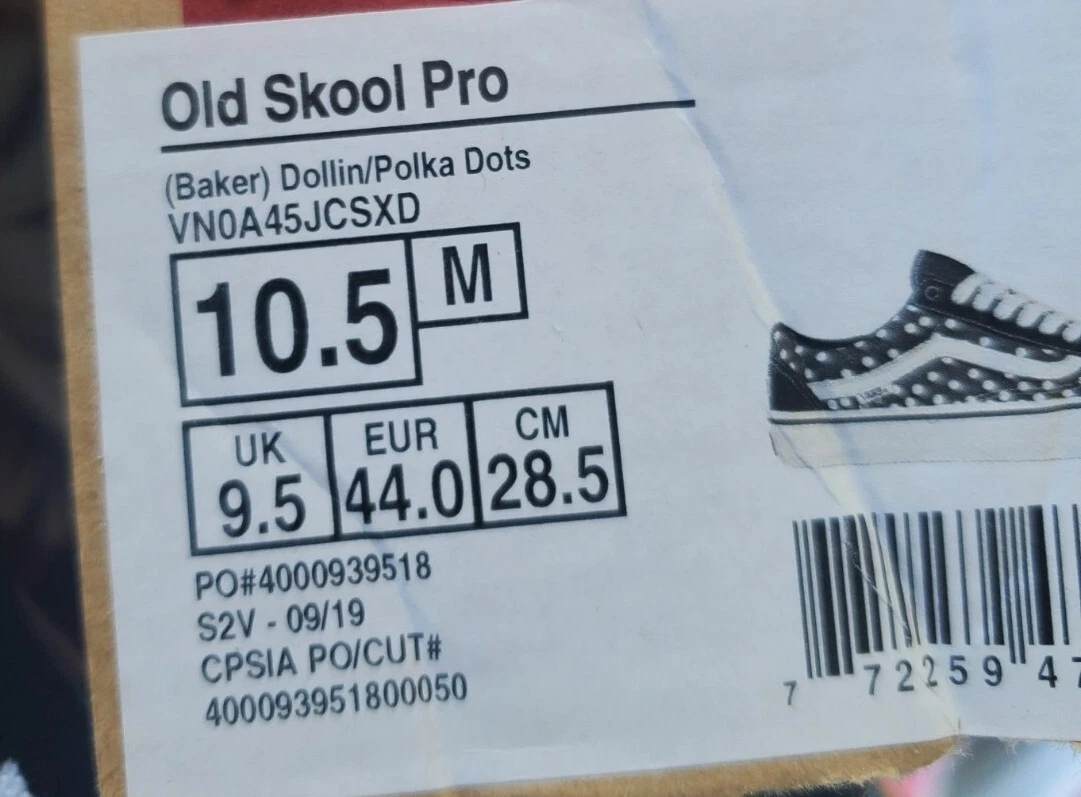 Old Skool Pro
(Baker) Dollin/Polka Dots
VN0A45JCSXD
10.5 M
UK EUR CM
9.5 44.0 28.5
PO#4000939518
S2V - 09/19
CPSIA PO/CUT#
400093951800050
7 72259 47